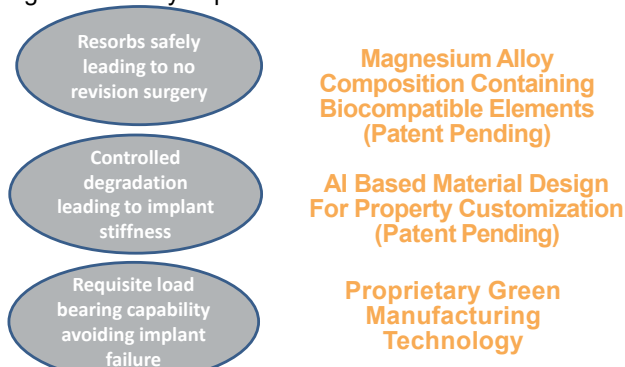 Resorbs safely
leading to no
revision surgery
Magnesium Alloy
Composition Containing
Biocompatible Elements
(Patent Pending)
Controlled
degradation
leading to implant
stiffness
AI Based Material Design
For Property Customization
(Patent Pending)
Requisite load
bearing capability
avoiding implant
failure
Proprietary Green
Manufacturing
Technology